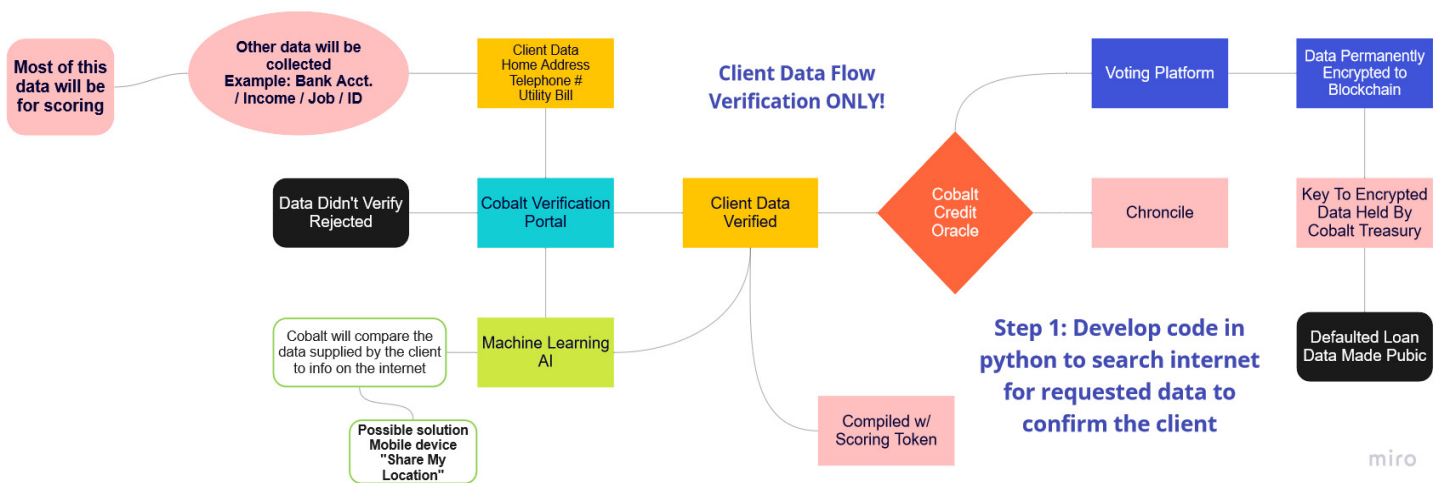 Most of this
data will be
for scoring
Other data will be
collected
Example: Bank Acct.
/ Income / Job / ID
Client Data
Home Address
Telephone #
Utility Bill
Client Data Flow
Verification ONLY!
Voting Platform
Data Permanently
Encrypted to
Blockchain
Data Didn't Verify
Rejected
Cobalt Verification
Portal
Client Data
Verified
Cobalt
Credit
Oracle
Chroncile
Key To Encrypted
Data Held By
Cobalt Treasury
Cobalt will compare the
data supplied by the client
to info on the internet
Machine Learning
AI
Step 1: Develop code in
python to search internet
for requested data to
confirm the client
Defaulted Loan
Data Made Pubic
Possible solution
Mobile device
"Share My
Location"
Compiled w/
Scoring Token
miro